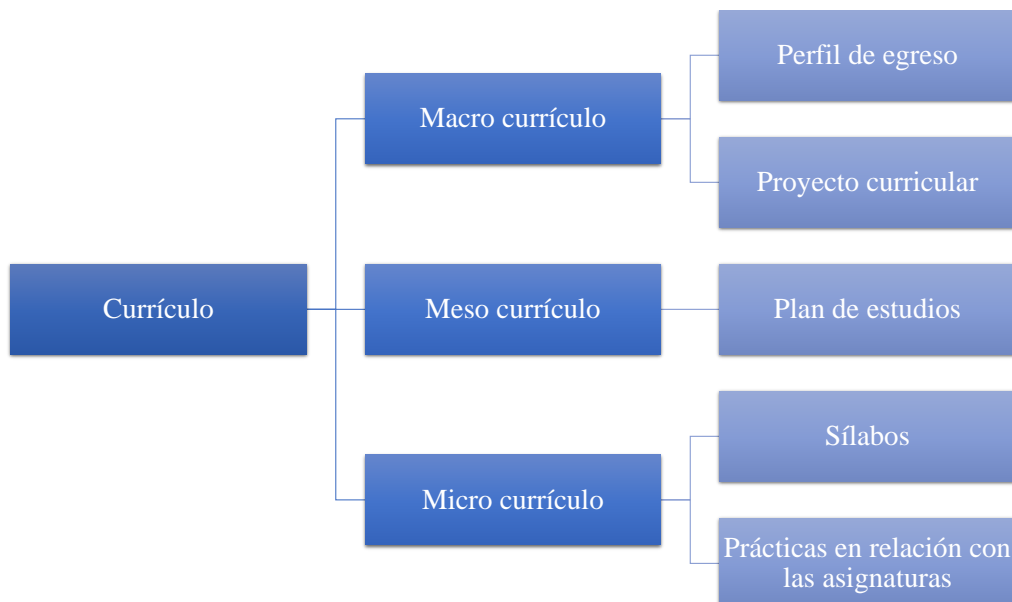 Currículo
Macro currículo
Perfil de egreso
Proyecto curricular
Meso currículo
Plan de estudios
Micro currículo
Sílabos
Prácticas en relación con
las asignaturas